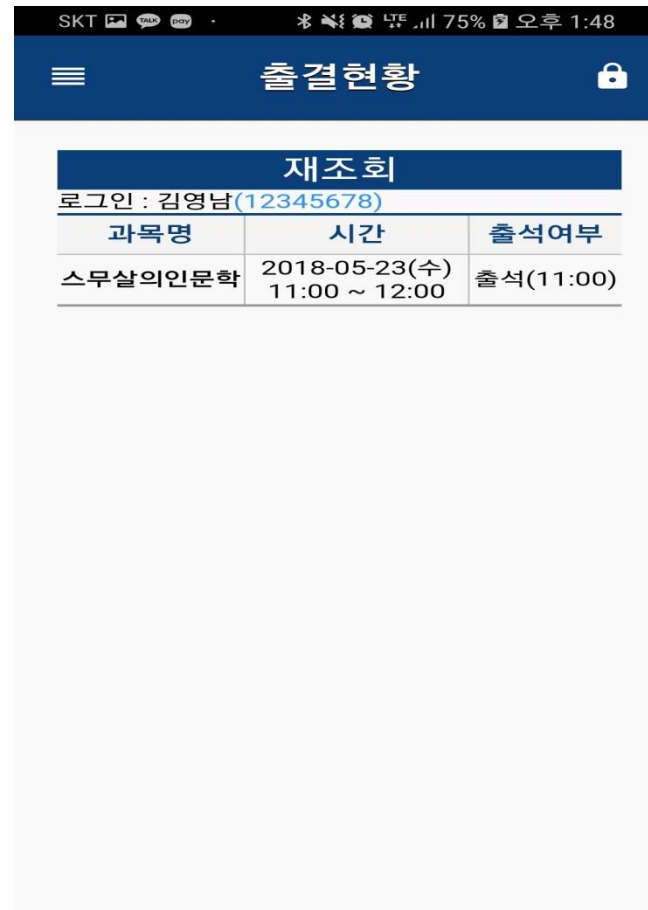 SKT TALK pay · LTE 75% 오후 1:48
출결현황
재조회
로그인 : 김영남(12345678)
과목명 시간 출석여부
스무살의인문학 2018-05-23(수) 11:00 ~ 12:00 출석(11:00)